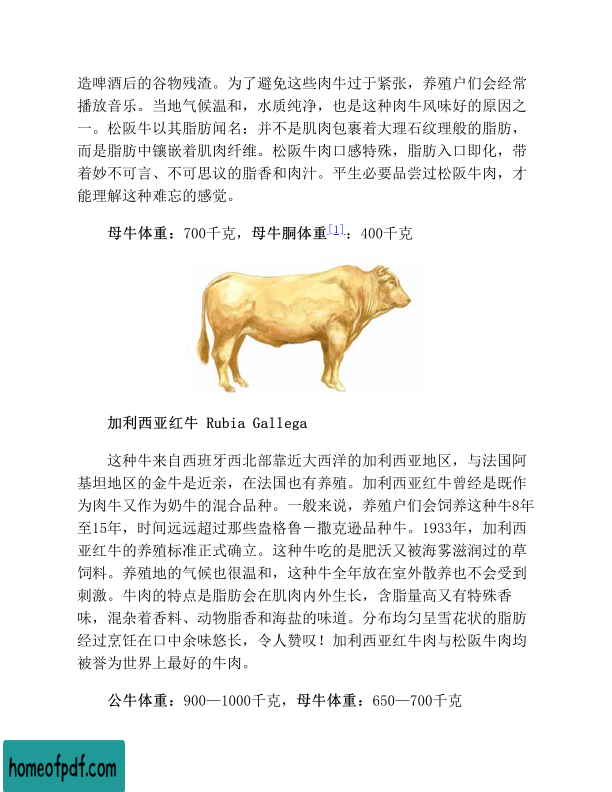 造啤酒后的谷物残渣。为了避免这些肉牛过于紧张，养殖户们会经常
播放音乐。当地气候温和，水质纯净，也是这种肉牛风味好的原因之
一。松阪牛以其脂肪闻名：并不是肌肉包裹着大理石纹理般的脂肪，
而是脂肪中镶嵌着肌肉纤维。松阪牛肉口感特殊，脂肪入口即化，带
着妙不可言、不可思议的脂香和肉汁。平生必要品尝过松阪牛肉，才
能理解这种难忘的感觉。
母牛体重：700千克，母牛胴体重[1]：400千克
加利西亚红牛 Rubia Gallega
这种牛来自西班牙西北部靠近大西洋的加利西亚地区，与法国阿
基坦地区的金牛是近亲，在法国也有养殖。加利西亚红牛曾经是既作
为肉牛又作为奶牛的混合品种。一般来说，养殖户们会饲养这种牛8年
至15年，时间远远超过那些盎格鲁－撒克逊品种牛。1933年，加利西
亚红牛的养殖标准正式确立。这种牛吃的是肥沃又被海雾滋润过的草
饲料。养殖地的气候也很温和，这种牛全年放在室外散养也不会受到
刺激。牛肉的特点是脂肪会在肌肉内外生长，含脂量高又有特殊香
味，混杂着香料、动物脂香和海盐的味道。分布均匀呈雪花状的脂肪
经过烹饪在口中余味悠长，令人赞叹！加利西亚红牛肉与松阪牛肉均
被誉为世界上最好的牛肉。
公牛体重：900—1000千克，母牛体重：650—700千克
homeofpdf.com